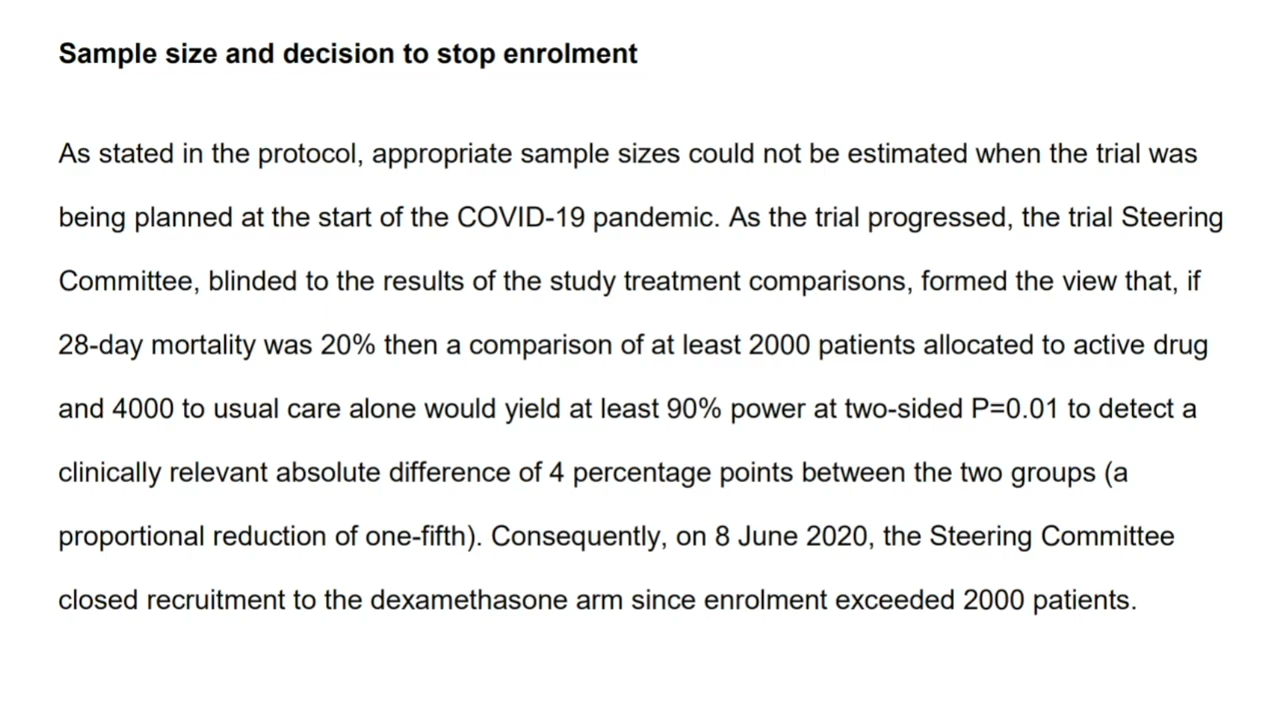 Sample size and decision to stop enrolment
As stated in the protocol, appropriate sample sizes could not be estimated when the trial was
being planned at the start of the COVID-19 pandemic. As the trial progressed, the trial Steering
Committee, blinded to the results of the study treatment comparisons, formed the view that, if
28-day mortality was 20% then a comparison of at least 2000 patients allocated to active drug
and 4000 to usual care alone would yield at least 90% power at two-sided P=0.01 to detect a
clinically relevant absolute difference of 4 percentage points between the two groups (a
proportional reduction of one-fifth). Consequently, on 8 June 2020, the Steering Committee
closed recruitment to the dexamethasone arm since enrolment exceeded 2000 patients.